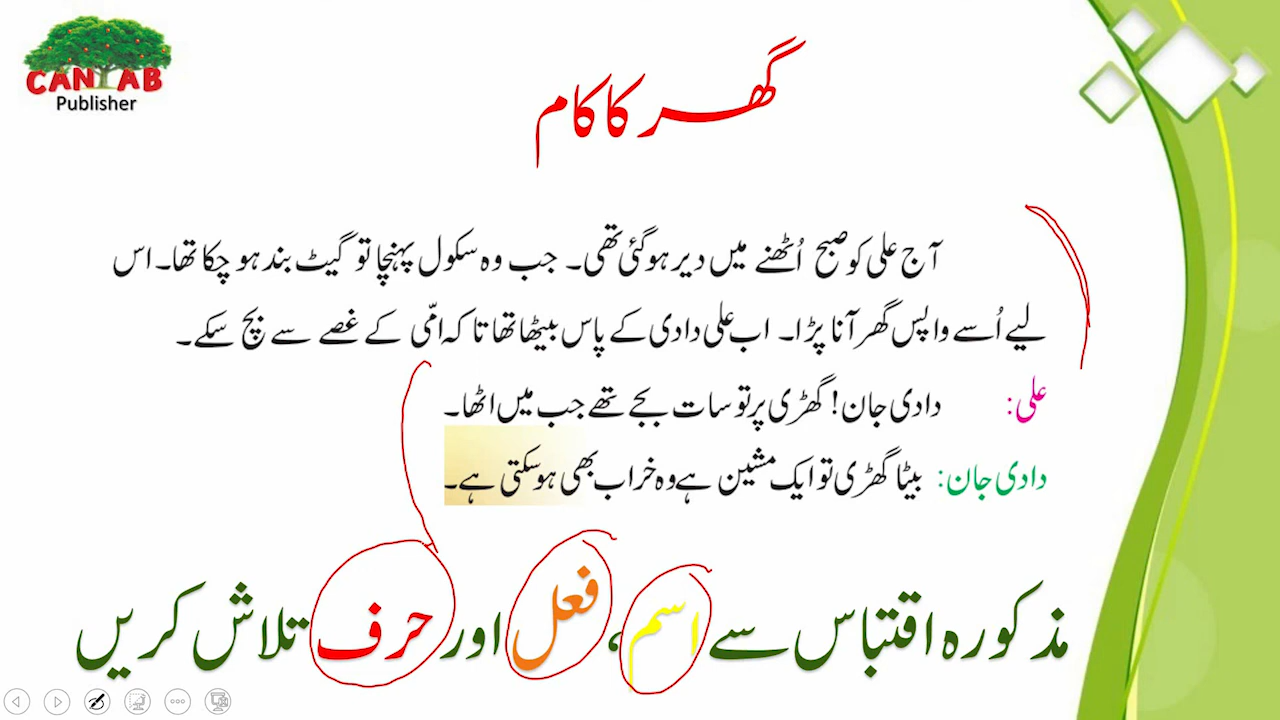 CANTAB
Publisher
گھر کا کام
آج علی کو صبح اُٹھنے میں دیر ہوگئی تھی۔ جب وہ سکول پہنچا تو گیٹ بند ہو چکا تھا۔ اس
لیے اُسے واپس گھر آنا پڑا۔ اب علی دادی کے پاس بیٹھا تھا تاکہ امّی کے غصے سے بچ سکے۔
علی: دادی جان! گھڑی پر تو سات بجے تھے جب میں اٹھا۔
دادی جان: بیٹا گھڑی تو ایک مشین ہے وہ خراب بھی ہوسکتی ہے۔
مذکورہ اقتباس سے اسم، فعل اور حرف تلاش کریں